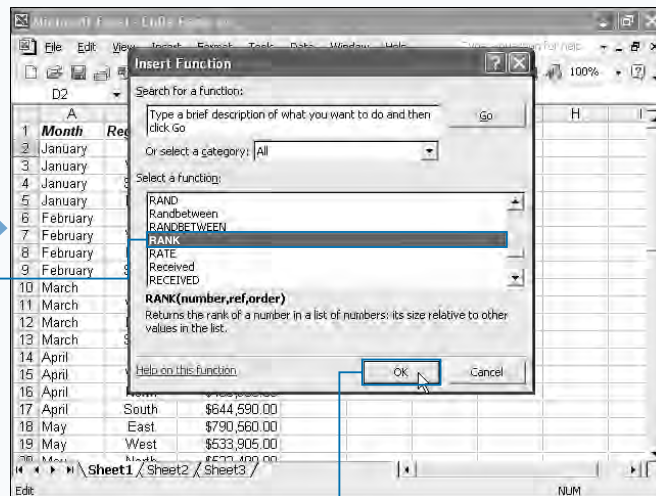 Microsoft Excel
File Edit View Insert Format Tools Data Window Help
100%
D2
Insert Function
Search for a function:
Type a brief description of what you want to do and then click Go
Go
Or select a category: All
Select a function:
RAND
Randbetween
RANDBETWEEN
RANK
RATE
Received
RECEIVED
RANK(number,ref,order)
Returns the rank of a number in a list of numbers: its size relative to other values in the list.
Help on this function
OK
Cancel
A H
1 Month
2 January
3 January
4 January
5 January
6 February
7 February
8 February
9 February
10 March
11 March
12 March
13 March
14 April
15 April
16 April
17 April South $644,590.00
18 May East $790,560.00
19 May West $533,905.00
Sheet1 Sheet2 Sheet3
Edit NUM